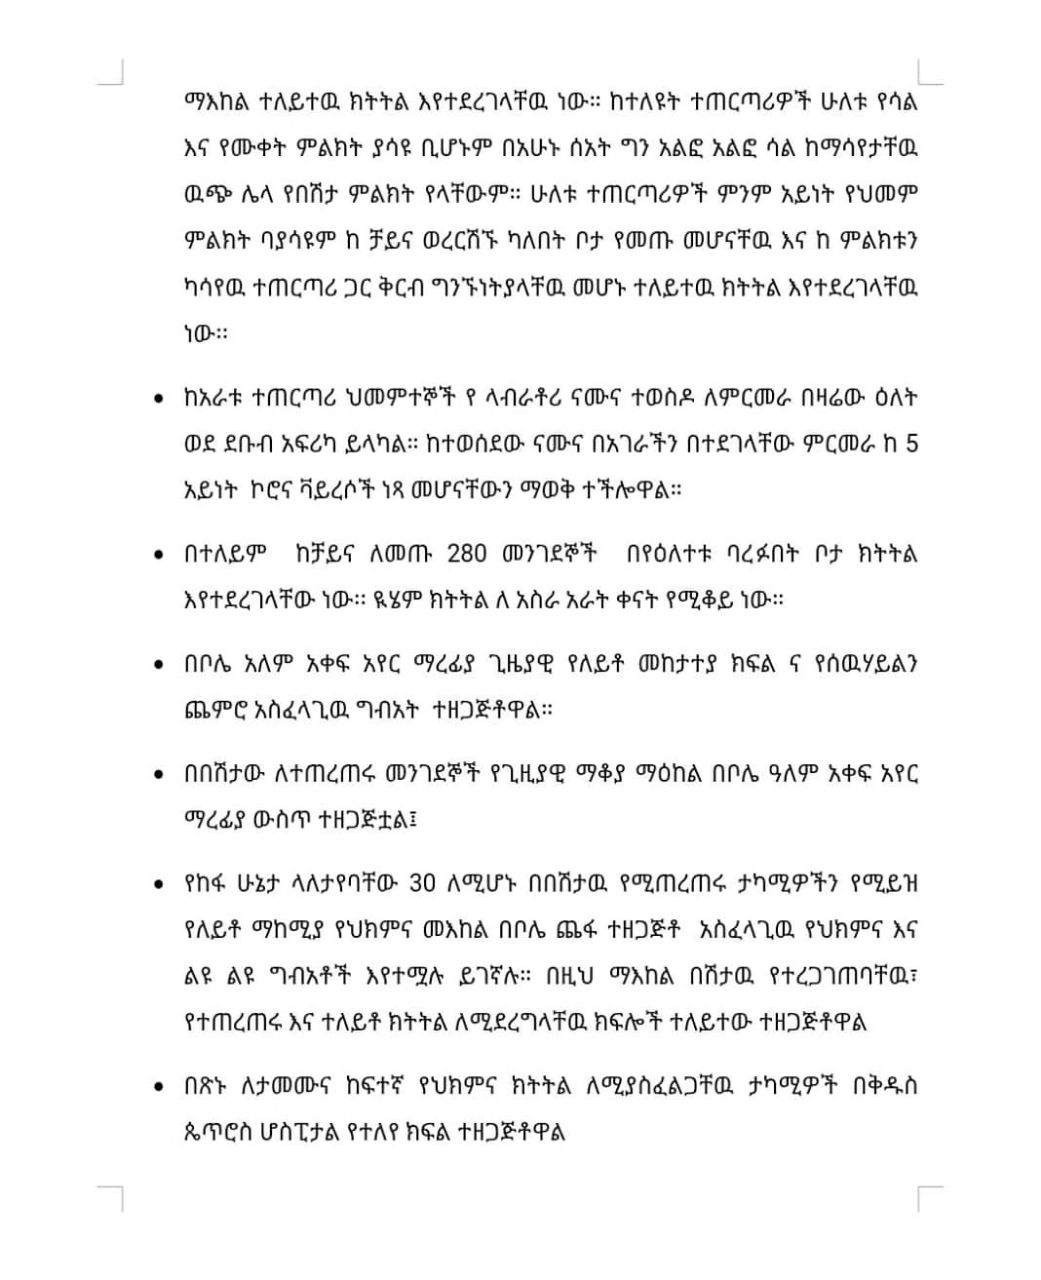 ማእከል ተለይተዉ ክትትል እየተደረገላቸዉ ነው። ከተለዩት ተጠርጣሪዎች ሁለቱ የሳል
እና የሙቀት ምልክት ያሳዩ ቢሆኑም በአሁኑ ሰአት ግን አልፎ አልፎ ሳል ከማሳየታቸዉ
ዉጭ ሌላ የበሽታ ምልክት የላቸውም። ሁለቱ ተጠርጣሪዎች ምንም አይነት የህመም
ምልክት ባያሳዩም ከ ቻይና ወረርሽኙ ካለበት ቦታ የመጡ መሆናቸዉ እና ከ ምልክቱን
ካሳየዉ ተጠርጣሪ ጋር ቅርብ ግንኙነትያላቸዉ መሆኑ ተለይተዉ ክትትል እየተደረገላቸዉ
ነው።
• ከአራቱ ተጠርጣሪ ህመምተኞች የ ላብራቶሪ ናሙና ተወስዶ ለምርመራ በዛሬው ዕለት
ወደ ደቡብ አፍሪካ ይላካል። ከተወሰደው ናሙና በአገራችን በተደገላቸው ምርመራ ከ 5
አይነት ኮሮና ቫይረሶች ነጻ መሆናቸውን ማወቅ ተችሎዋል።
• በተለይም ከቻይና ለመጡ 280 መንገደኞች በየዕለተቱ ባረፉበት ቦታ ክትትል
እየተደረገላቸው ነው። ዪሄም ክትትል ለ አስራ አራት ቀናት የሚቆይ ነው።
• በቦሌ አለም አቀፍ አየር ማረፊያ ጊዜያዊ የለይቶ መከታተያ ክፍል ና የሰዉሃይልን
ጨምሮ አስፈላጊዉ ግብአት ተዘጋጅቶዋል።
• በበሽታው ለተጠረጠሩ መንገደኞች የጊዚያዊ ማቆያ ማዕከል በቦሌ ዓለም አቀፍ አየር
ማረፊያ ውስጥ ተዘጋጅቷል፤
• የከፋ ሁኔታ ላለታየባቸው 30 ለሚሆኑ በበሽታዉ የሚጠረጠሩ ታካሚዎችን የሚይዝ
የለይቶ ማከሚያ የህክምና መእከል በቦሌ ጨፋ ተዘጋጅቶ አስፈላጊዉ የህክምና እና
ልዩ ልዩ ግብአቶች እየተሟሉ ይገኛሉ። በዚህ ማእከል በሽታዉ የተረጋገጠባቸዉ፣
የተጠረጠሩ እና ተለይቶ ክትትል ለሚደረግላቸዉ ክፍሎች ተለይተው ተዘጋጅቶዋል
• በጽኑ ለታመሙና ከፍተኛ የህክምና ክትትል ለሚያስፈልጋቸዉ ታካሚዎች በቅዱስ
ጴጥሮስ ሆስፒታል የተለየ ክፍል ተዘጋጅቶዋል